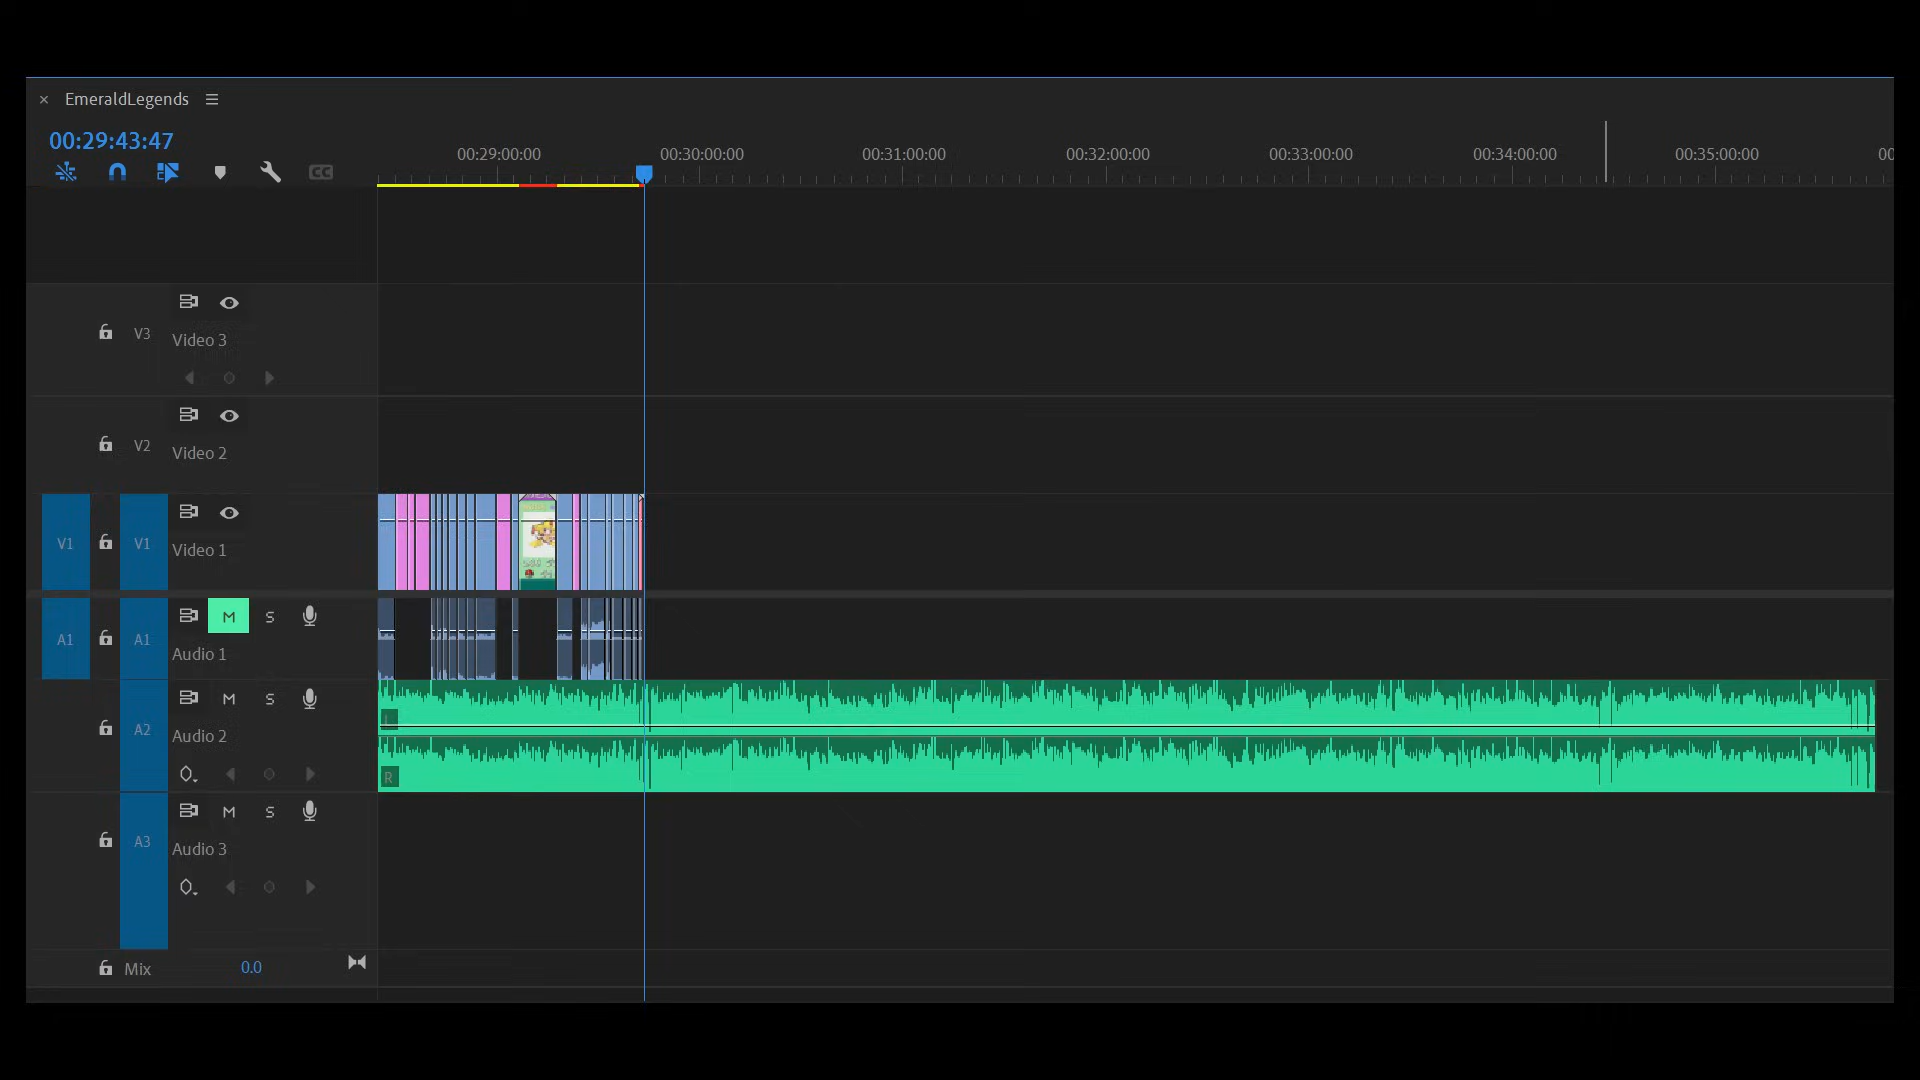 × EmeraldLegends
00:29:43:47
00:29:00:00 00:30:00:00 00:31:00:00 00:32:00:00 00:33:00:00 00:34:00:00 00:35:00:00 00
CC
V3
Video 3
V2
Video 2
V1 V1
Video 1
A1 A1 M S
Audio 1
A2 M S
Audio 2
L
R
A3 M S
Audio 3
Mix 0.0